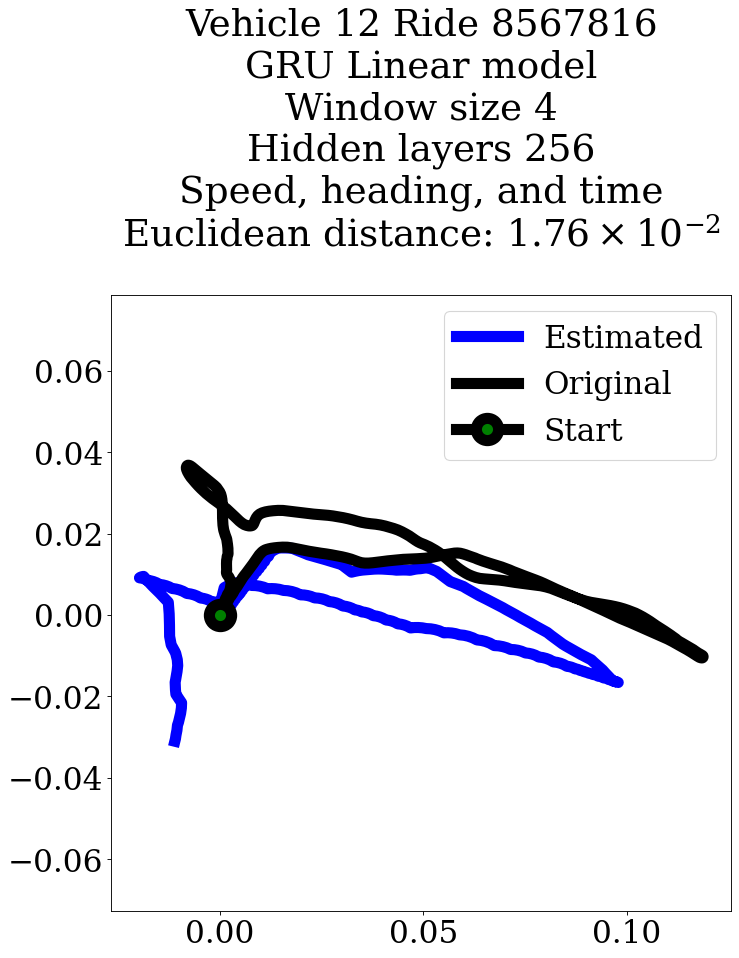 Vehicle 12 Ride 8567816
GRU Linear model
Window size 4
Hidden layers 256
Speed, heading, and time
Euclidean distance: 1.76 × 10⁻²
Estimated
Original
Start
0.06
0.04
0.02
0.00
−0.02
−0.04
−0.06
0.00 0.05 0.10